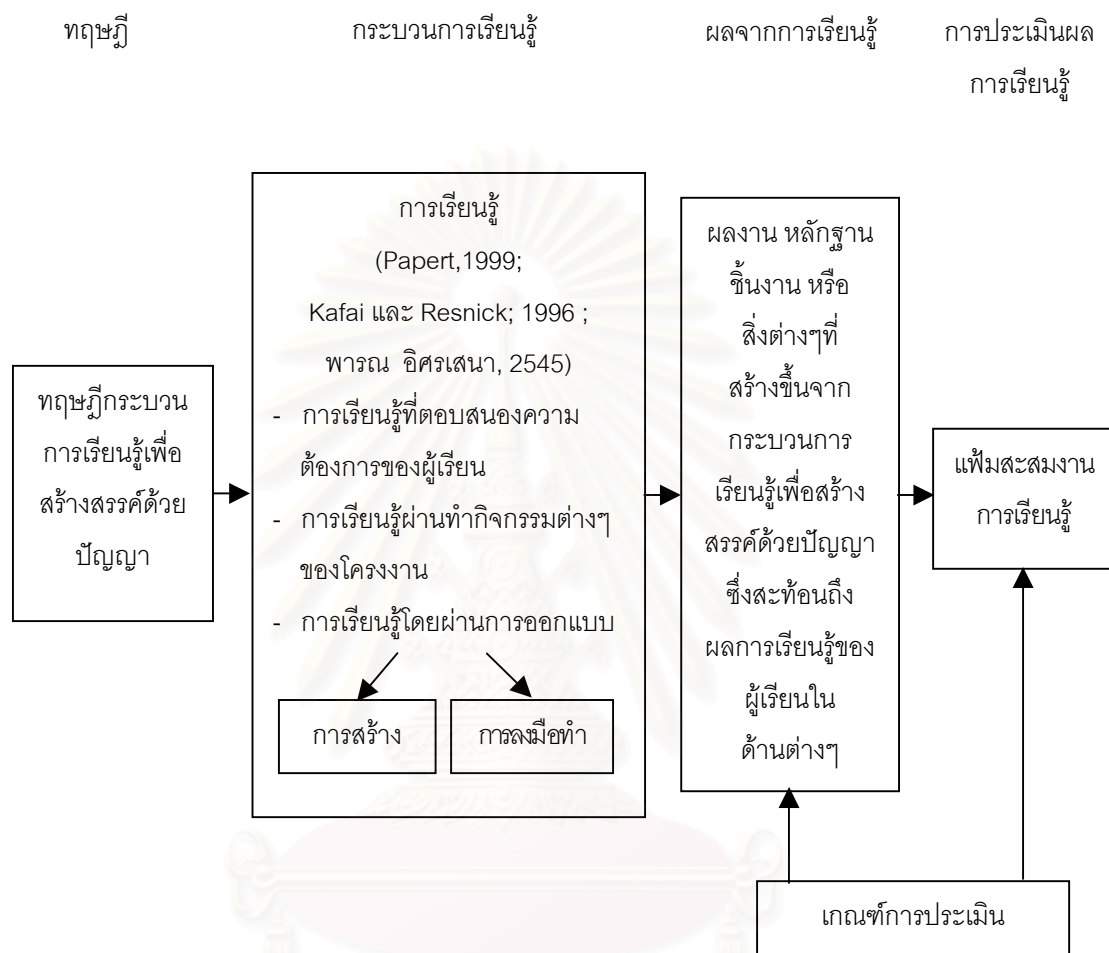 ทฤษฎี
กระบวนการเรียนรู้
ผลจากการเรียนรู้
การประเมินผล
การเรียนรู้
ทฤษฎีกระบวน
การเรียนรู้เพื่อ
สร้างสรรค์ด้วย
ปัญญา
การเรียนรู้
(Papert,1999;
Kafai และ Resnick; 1996 ;
พารณ อิศรเสนา, 2545)
- การเรียนรู้ที่ตอบสนองความ
ต้องการของผู้เรียน
- การเรียนรู้ผ่านทำกิจกรรมต่างๆ
ของโครงงาน
- การเรียนรู้โดยผ่านการออกแบบ
การสร้าง
การลงมือทำ
ผลงาน หลักฐาน
ชิ้นงาน หรือ
สิ่งต่างๆที่
สร้างขึ้นจาก
กระบวนการ
เรียนรู้เพื่อสร้าง
สรรค์ด้วยปัญญา
ซึ่งสะท้อนถึง
ผลการเรียนรู้ของ
ผู้เรียนใน
ด้านต่างๆ
แฟ้มสะสมงาน
การเรียนรู้
เกณฑ์การประเมิน